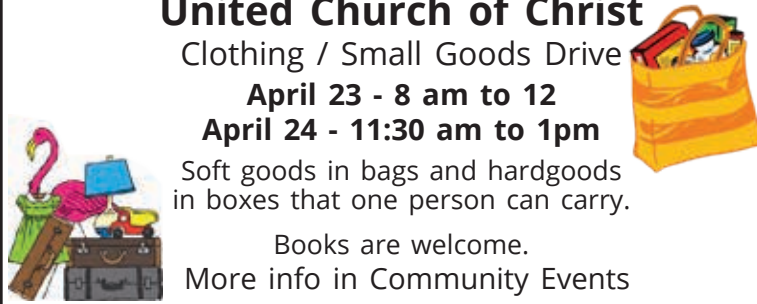 United Church of Christ
Clothing / Small Goods Drive
April 23 - 8 am to 12
April 24 - 11:30 am to 1pm
Soft goods in bags and hardgoods
in boxes that one person can carry.
Books are welcome.
More info in Community Events